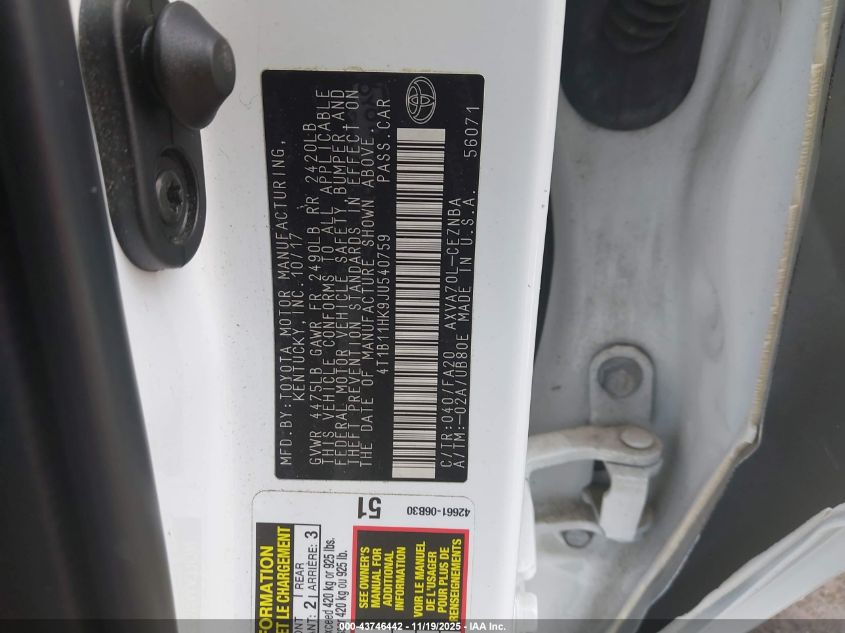 MFD.BY:TOYOTA MOTOR MANUFACTURING,
KENTUCKY, INC. 10/17
GVWR 4475LB GAWR FR 2490LB RR 2420LB
THIS VEHICLE CONFORMS TO ALL APPLICABLE
FEDERAL MOTOR VEHICLE SAFETY, BUMPER AND
THEFT PREVENTION STANDARDS IN EFFECT ON
THE DATE OF MANUFACTURE SHOWN ABOVE.
4T1B11HK9JU540759 PASS.CAR
C/TR:040/FA20 AXVA70L-CEZNBA
A/TM:-02A/UB80E MADE IN U.S.A. 56071
51
42661-06B30
ET LE CHARGEMENT
2 REAR
ARRIÈRE: 3
exceed 420 kg or 925 lbs.
420 kg ou 925 lb.
SEE OWNER'S
MANUAL FOR
ADDITIONAL
INFORMATION
VOIR LE MANUEL
DE L'USAGER
POUR PLUS DE
RENSEIGNEMENTS
000-43746442 - 11/19/2025 - IAA Inc.